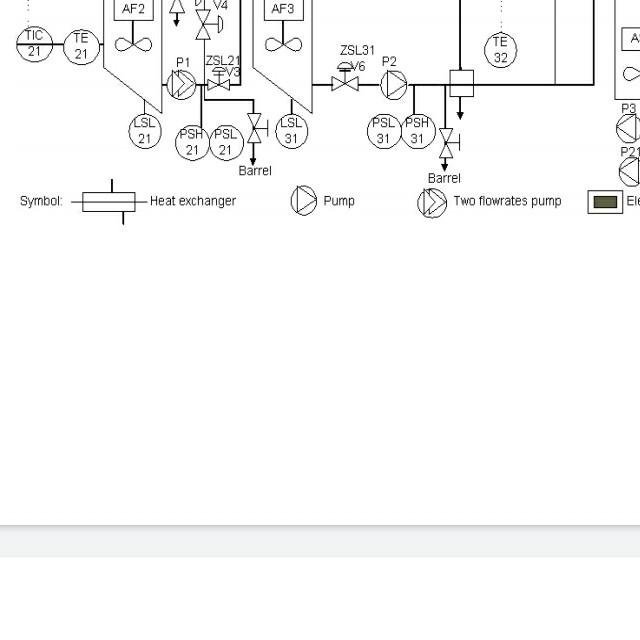 AF2
V4
AF3
TIC
21
TE
21
P1
ZSL21
V3
ZSL31
V6
P2
TE
32
P3
LSL
21
PSH
21
PSL
21
LSL
31
PSL
31
PSH
31
P21
Barrel
Barrel
Symbol:
Heat exchanger
Pump
Two flowrates pump